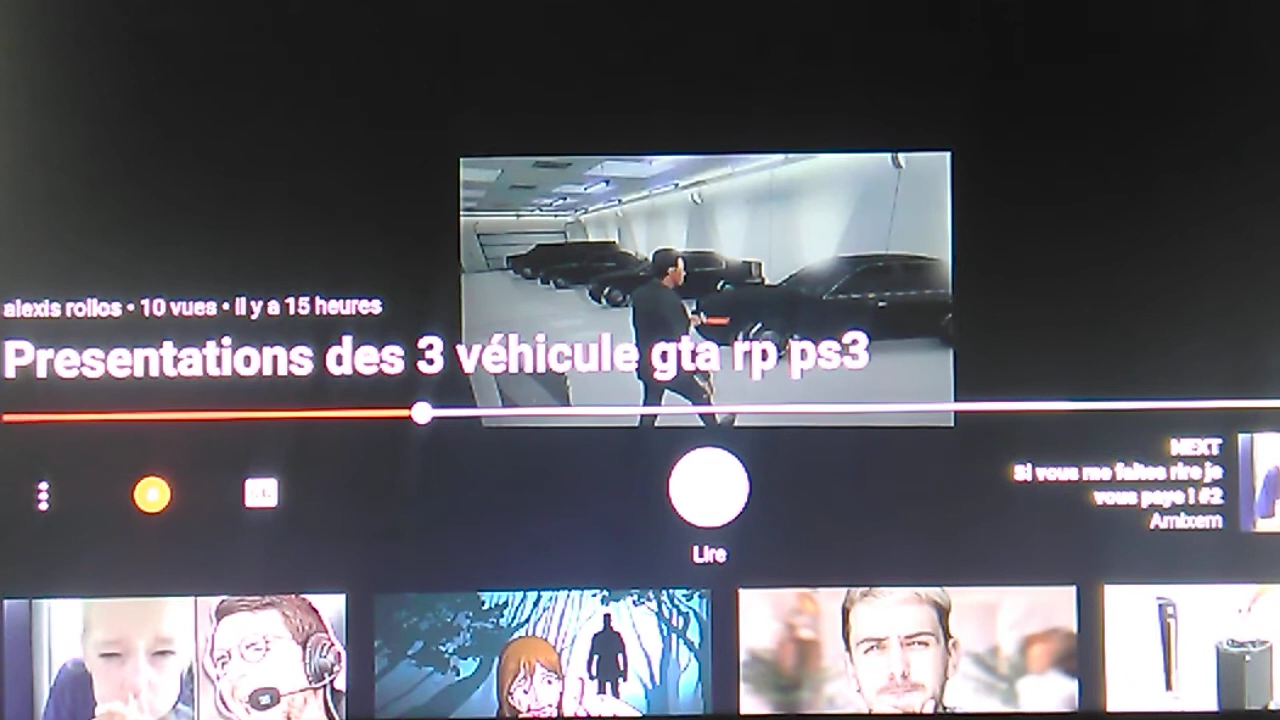 alexis rollos • 10 vues • il y a 15 heures
Presentations des 3 véhicule gta rp ps3
NEXT
Si vous me faites rire je
vous paye ! #2
Amixem
Lire